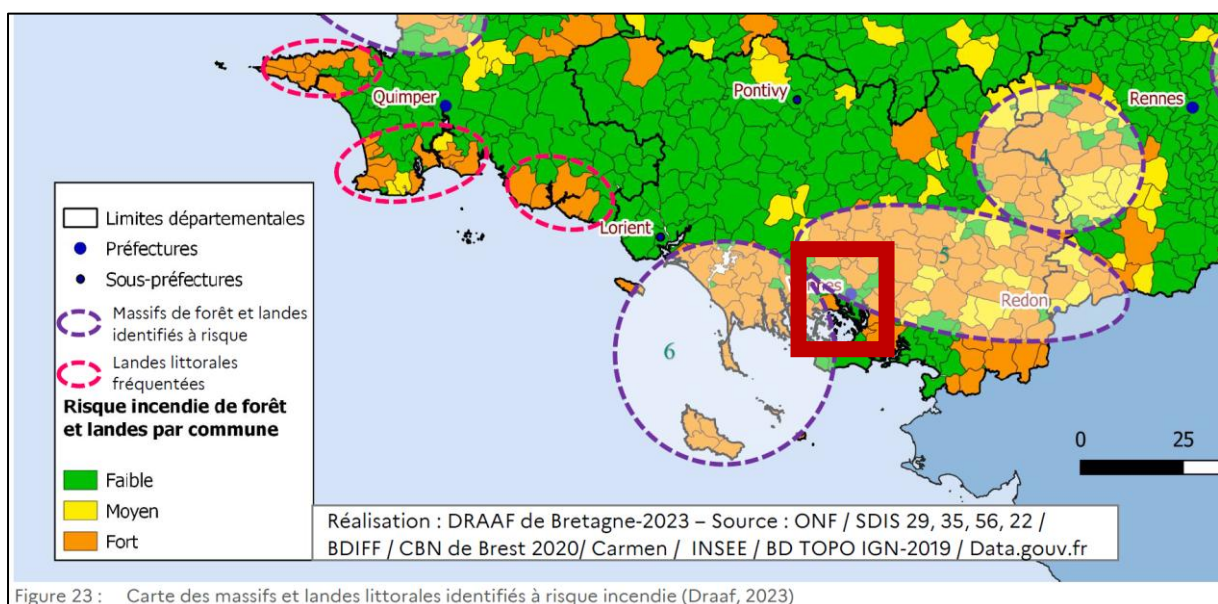 Quimper
Pontivy
Rennes
4
Lorient
5
Redon
6
Limites départementales
Préfectures
Sous-préfectures
Massifs de forêt et landes
identifiés à risque
Landes littorales
fréquentées
Risque incendie de forêt
et landes par commune
Faible
Moyen
Fort
0 25
Réalisation : DRAAF de Bretagne-2023 – Source : ONF / SDIS 29, 35, 56, 22 /
BDIFF / CBN de Brest 2020/ Carmen / INSEE / BD TOPO IGN-2019 / Data.gouv.fr
Figure 23 : Carte des massifs et landes littorales identifiés à risque incendie (Draaf, 2023)